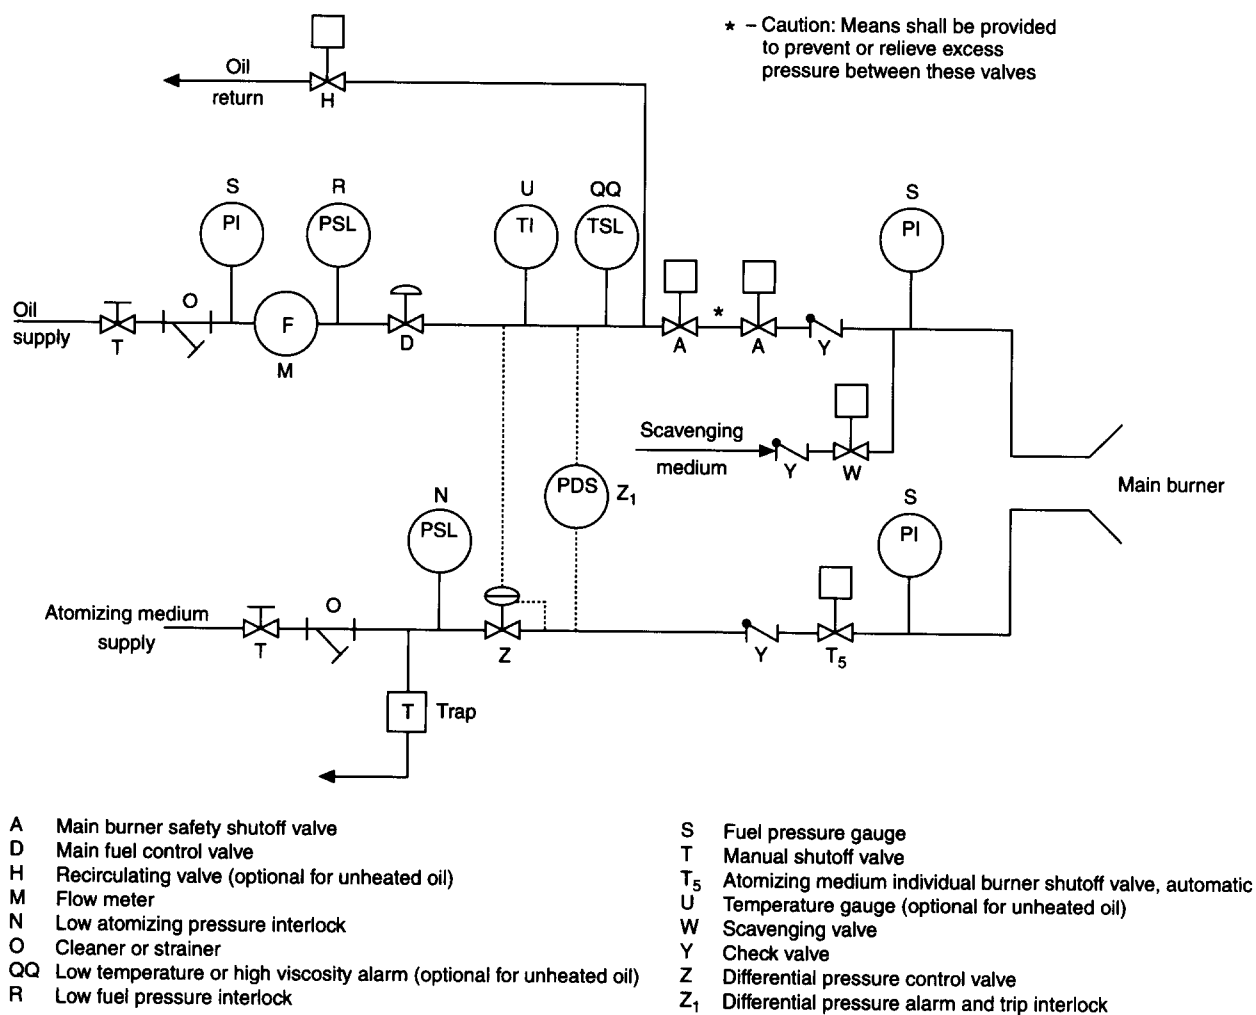 * – Caution: Means shall be provided
to prevent or relieve excess
pressure between these valves
Oil
return
H
S
PI
R
PSL
U
TI
QQ
TSL
S
PI
Oil
supply
T
O
F
M
D
A
*
A
Y
Scavenging
medium
Y
W
Main burner
N
PSL
PDS
Z1
S
PI
Atomizing medium
supply
T
O
Z
Y
T5
T
Trap
A Main burner safety shutoff valve
D Main fuel control valve
H Recirculating valve (optional for unheated oil)
M Flow meter
N Low atomizing pressure interlock
O Cleaner or strainer
QQ Low temperature or high viscosity alarm (optional for unheated oil)
R Low fuel pressure interlock
S Fuel pressure gauge
T Manual shutoff valve
T5 Atomizing medium individual burner shutoff valve, automatic
U Temperature gauge (optional for unheated oil)
W Scavenging valve
Y Check valve
Z Differential pressure control valve
Z1 Differential pressure alarm and trip interlock